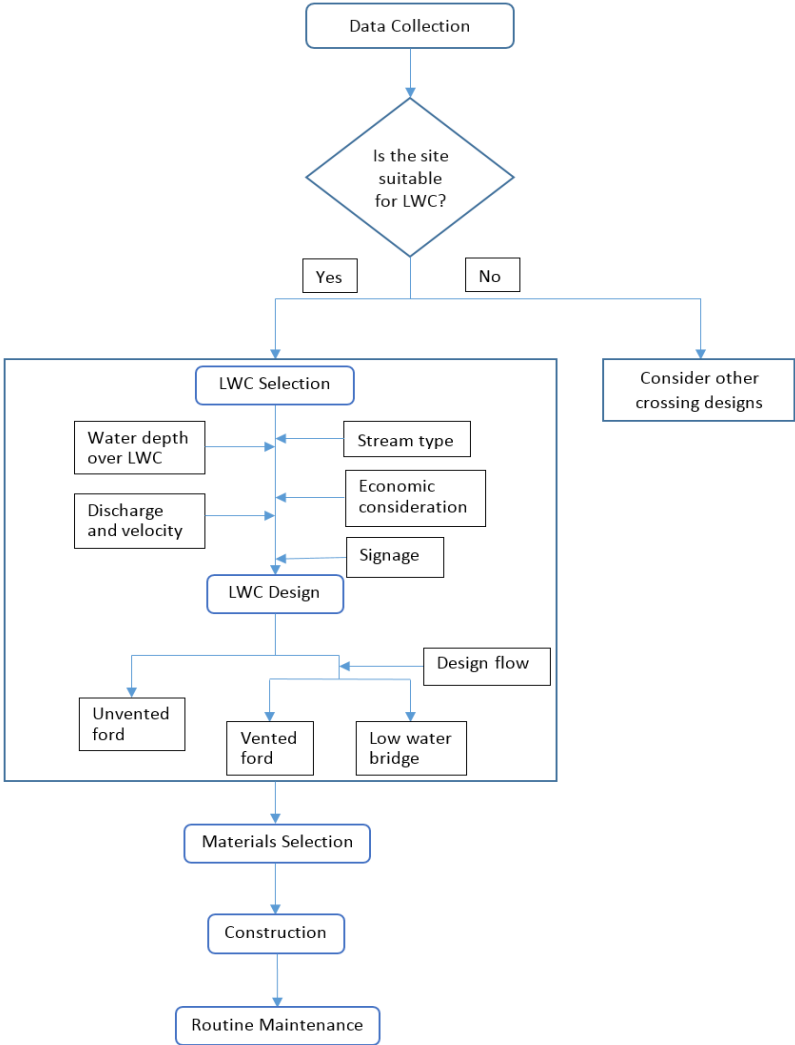 Data Collection
Is the site
suitable
for LWC?
Yes
No
LWC Selection
Consider other
crossing designs
Water depth
over LWC
Stream type
Economic
consideration
Discharge
and velocity
Signage
LWC Design
Design flow
Unvented
ford
Vented
ford
Low water
bridge
Materials Selection
Construction
Routine Maintenance